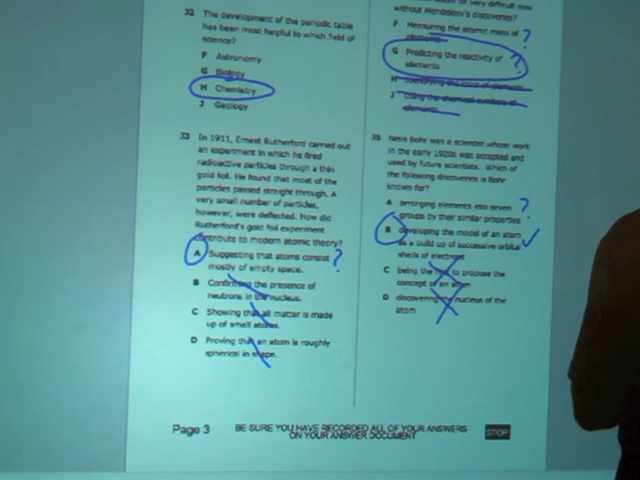 32 The development of the periodic table
has been most helpful to which field of
science?
F Astronomy
G Biology
H Chemistry
J Geology
33 In 1911, Ernest Rutherford carried out
an experiment in which he fired
radioactive particles through a thin
gold foil. He found that most of the
particles passed straight through. A
very small number of particles,
however, were deflected. How did
Rutherford's gold foil experiment
contribute to modern atomic theory?
A Suggesting that atoms consist ?
mostly of empty space.
B Confirming the presence of
neutrons in the nucleus.
C Showing that all matter is made
up of small atoms.
D Proving that an atom is roughly
spherical in shape.
very difficult now
without Mendeleev's discoveries?
F Measuring the atomic mass of ?
elements
G Predicting the reactivity of ?
elements
H Identifying the of elements
J Using the chemical symbols of
elements
35 Neils Bohr was a scientist whose work
in the early 1920s was accepted and
used by future scientists. Which of
the following discoveries is Bohr
known for?
A arranging elements into seven ?
groups by their similar properties
B developing the model of an atom
as a build up of successive orbital
shells of electrons
C being the first to propose the
concept of an atom
D discovering the nucleus of the
atom
Page 3 BE SURE YOU HAVE RECORDED ALL OF YOUR ANSWERS
ON YOUR ANSWER DOCUMENT
STOP